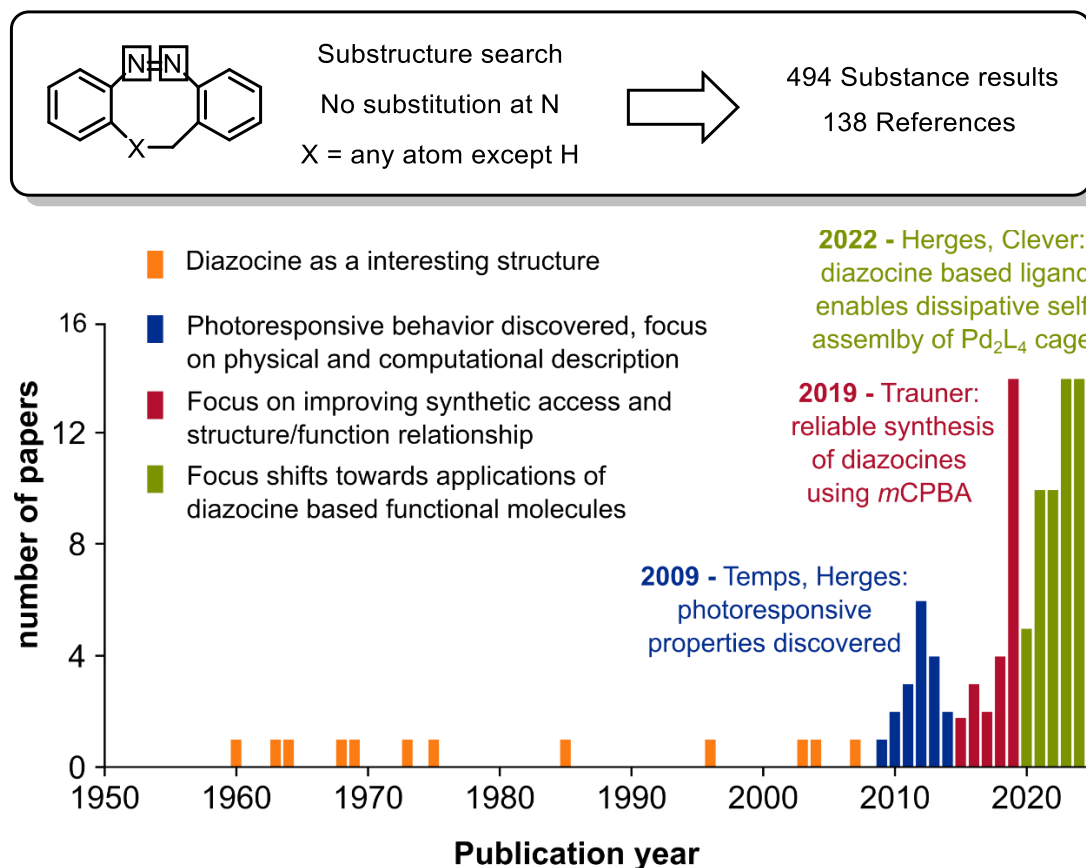 N=N
X
Substructure search
No substitution at N
X = any atom except H
494 Substance results
138 References
Diazocine as a interesting structure
Photoresponsive behavior discovered, focus
on physical and computational description
Focus on improving synthetic access and
structure/function relationship
Focus shifts towards applications of
diazocine based functional molecules
2022 - Herges, Clever:
diazocine based ligand
enables dissipative self
assemlby of Pd₂L₄ cage
2019 - Trauner:
reliable synthesis
of diazocines
using mCPBA
2009 - Temps, Herges:
photoresponsive
properties discovered
number of papers
16
12
8
4
0
1950 1960 1970 1980 1990 2000 2010 2020
Publication year